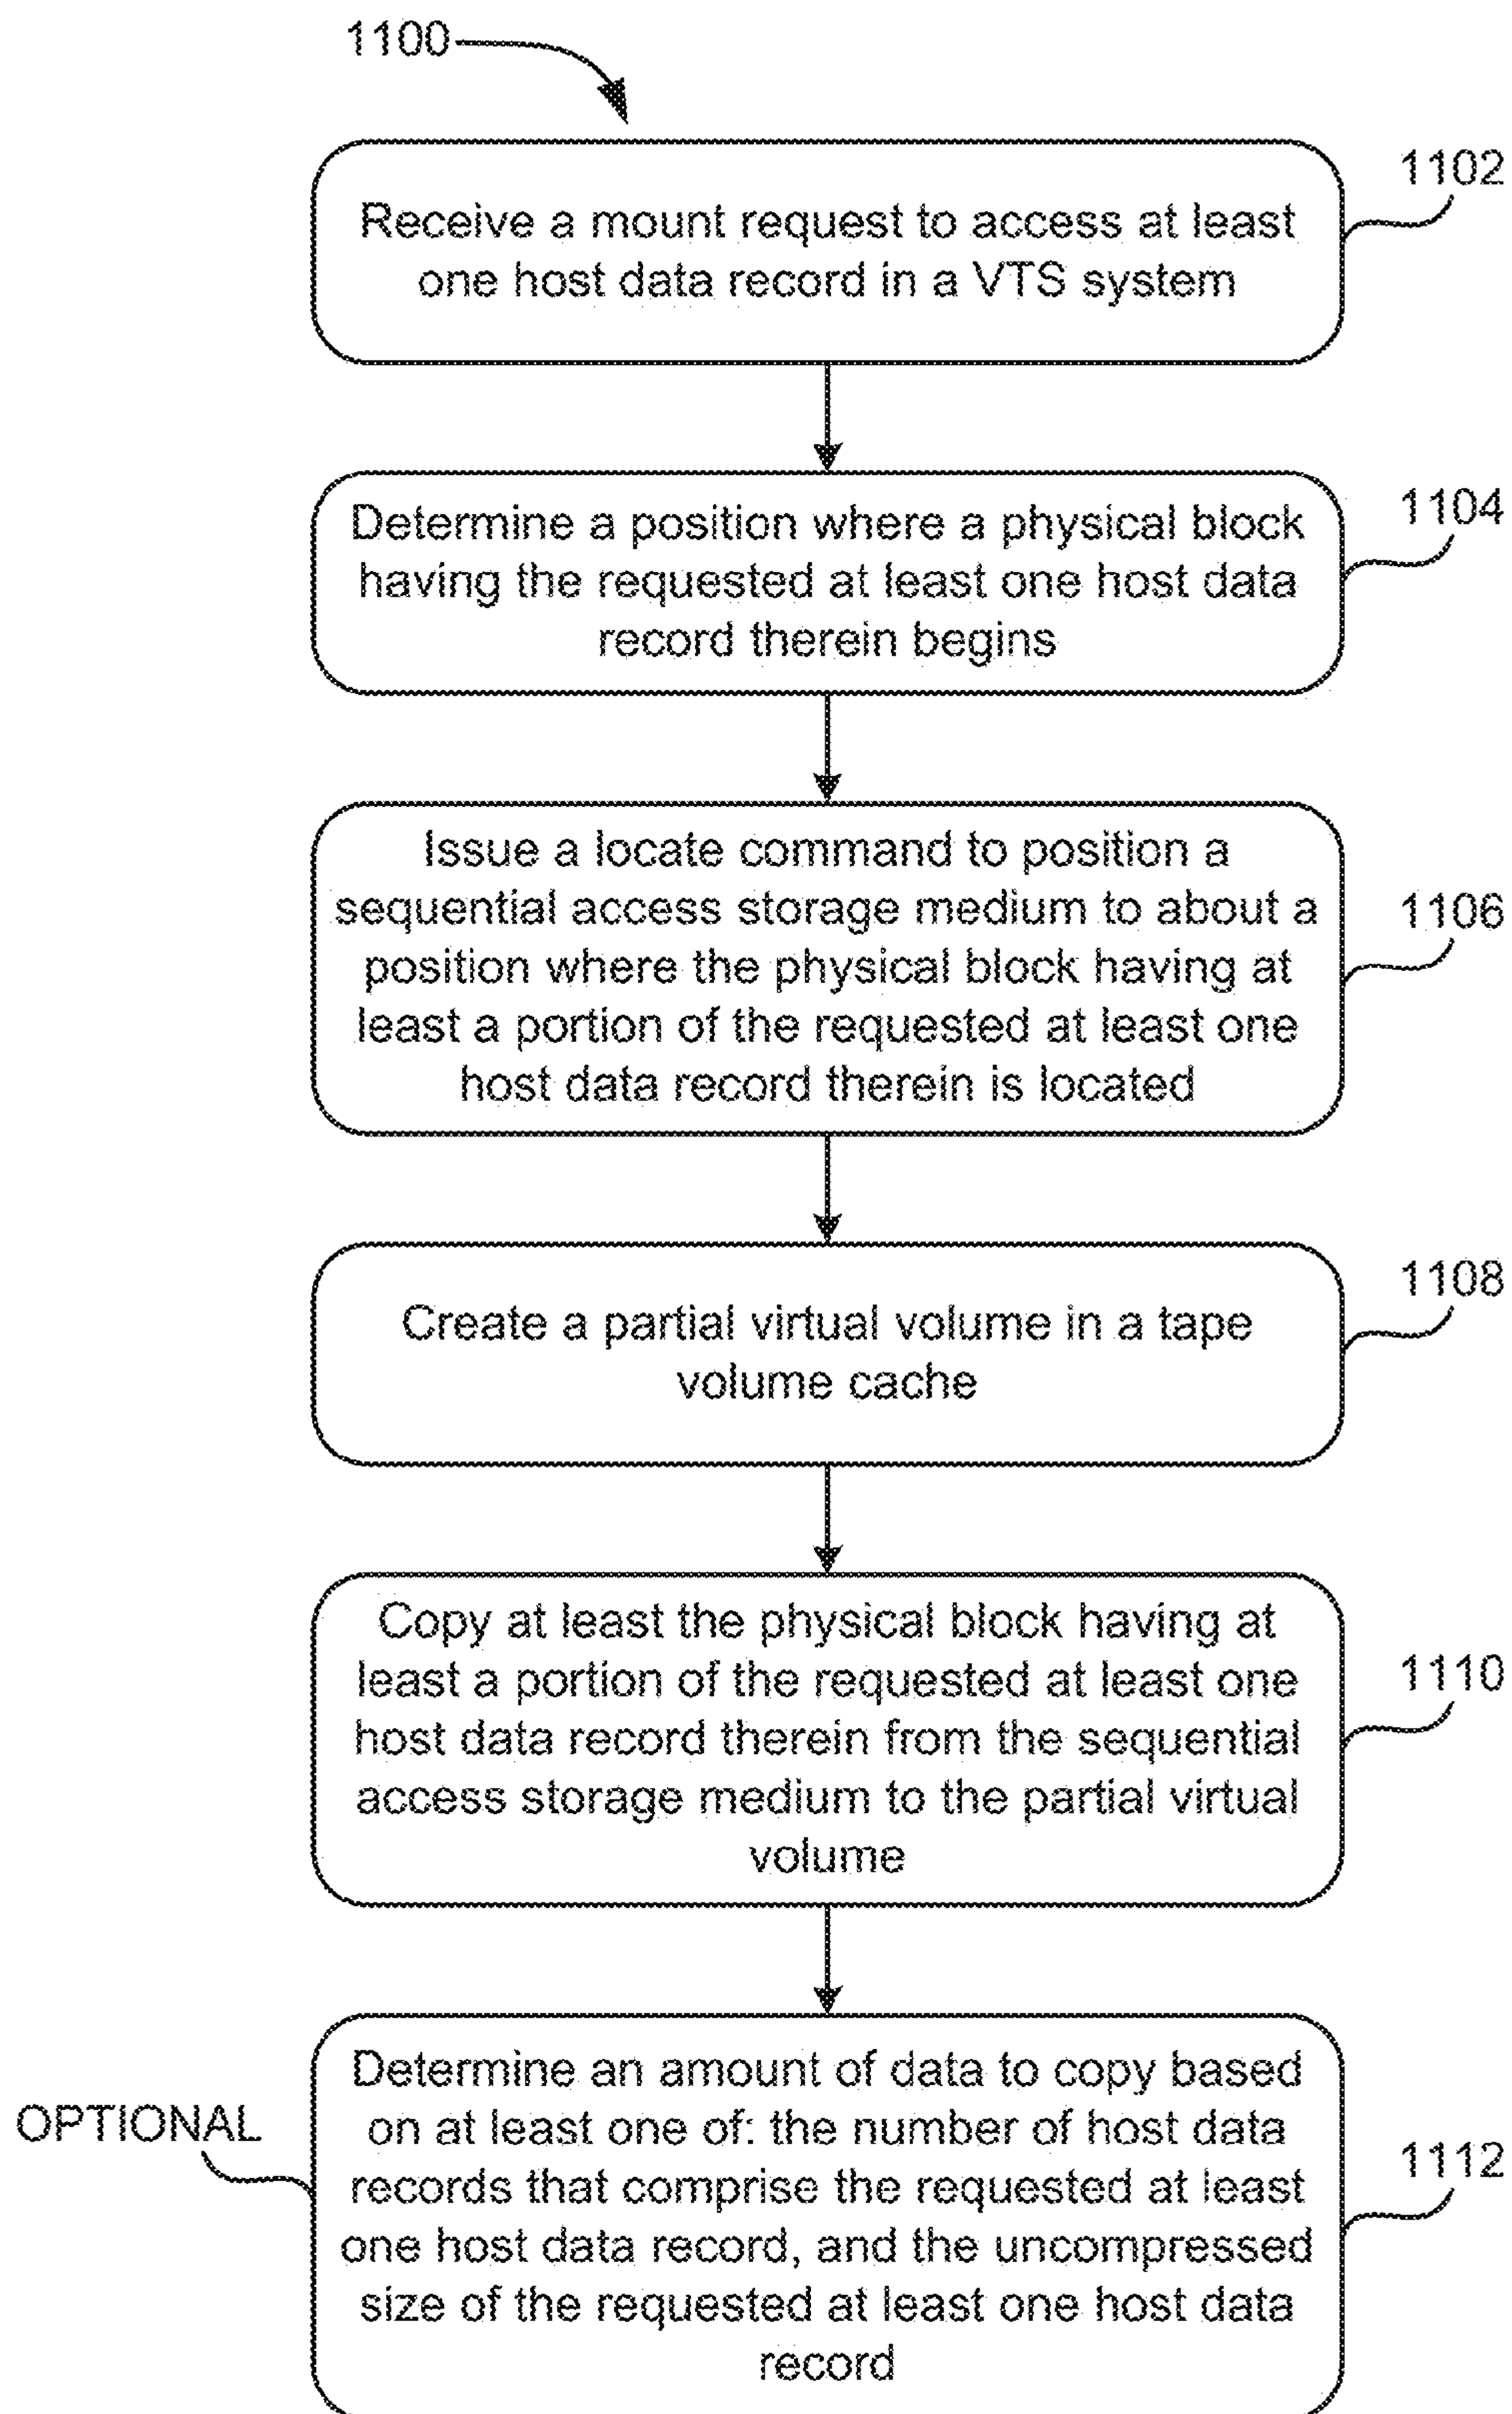 1100
Receive a mount request to access at least
one host data record in a VTS system
1102
Determine a position where a physical block
having the requested at least one host data
record therein begins
1104
Issue a locate command to position a
sequential access storage medium to about a
position where the physical block having at
least a portion of the requested at least one
host data record therein is located
1106
Create a partial virtual volume in a tape
volume cache
1108
Copy at least the physical block having at
least a portion of the requested at least one
host data record therein from the sequential
access storage medium to the partial virtual
volume
1110
OPTIONAL
Determine an amount of data to copy based
on at least one of: the number of host data
records that comprise the requested at least
one host data record, and the uncompressed
size of the requested at least one host data
record
1112